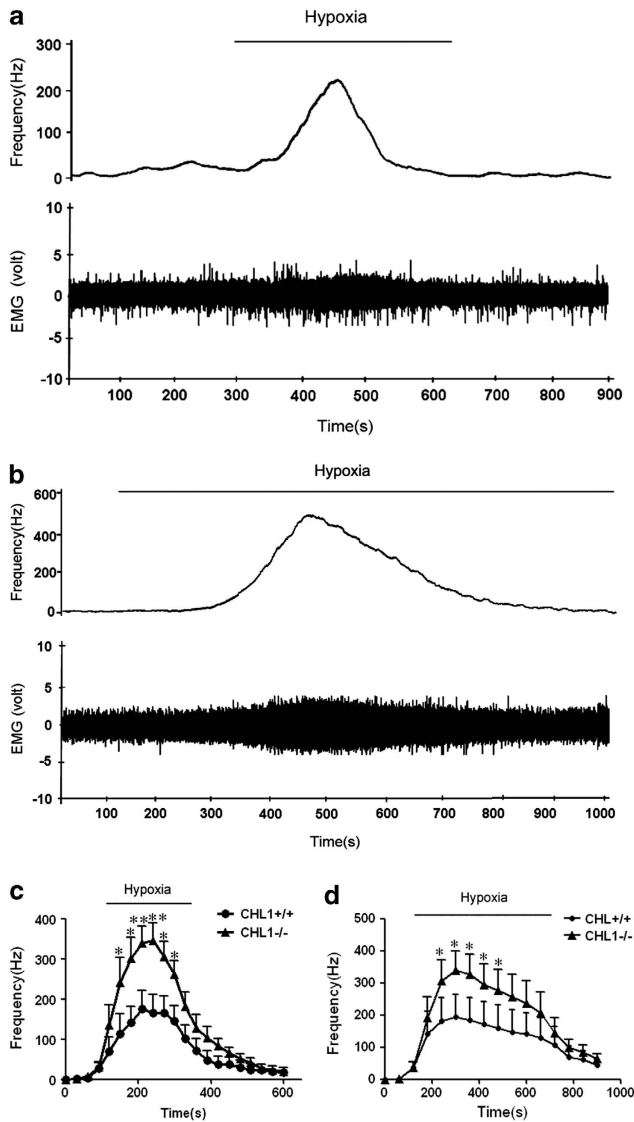 a
Hypoxia
Frequency(Hz)
300
200
100
0
EMG (volt)
10
5
0
-5
-10
100 200 300 400 500 600 700 800 900
Time(s)
b
Hypoxia
Frequency(Hz)
600
400
200
0
EMG (volt)
10
5
0
-5
-10
100 200 300 400 500 600 700 800 900 1000
Time(s)
c
Hypoxia
CHL1+/+
CHL1-/-
* * * * * * * *
Frequency(Hz)
400
300
200
100
0
0 200 400 600
Time(s)
d
Hypoxia
CHL+/+
CHL1-/-
* * * * *
Frequency(Hz)
500
400
300
200
100
0
0 200 400 600 800 1000
Time(s)